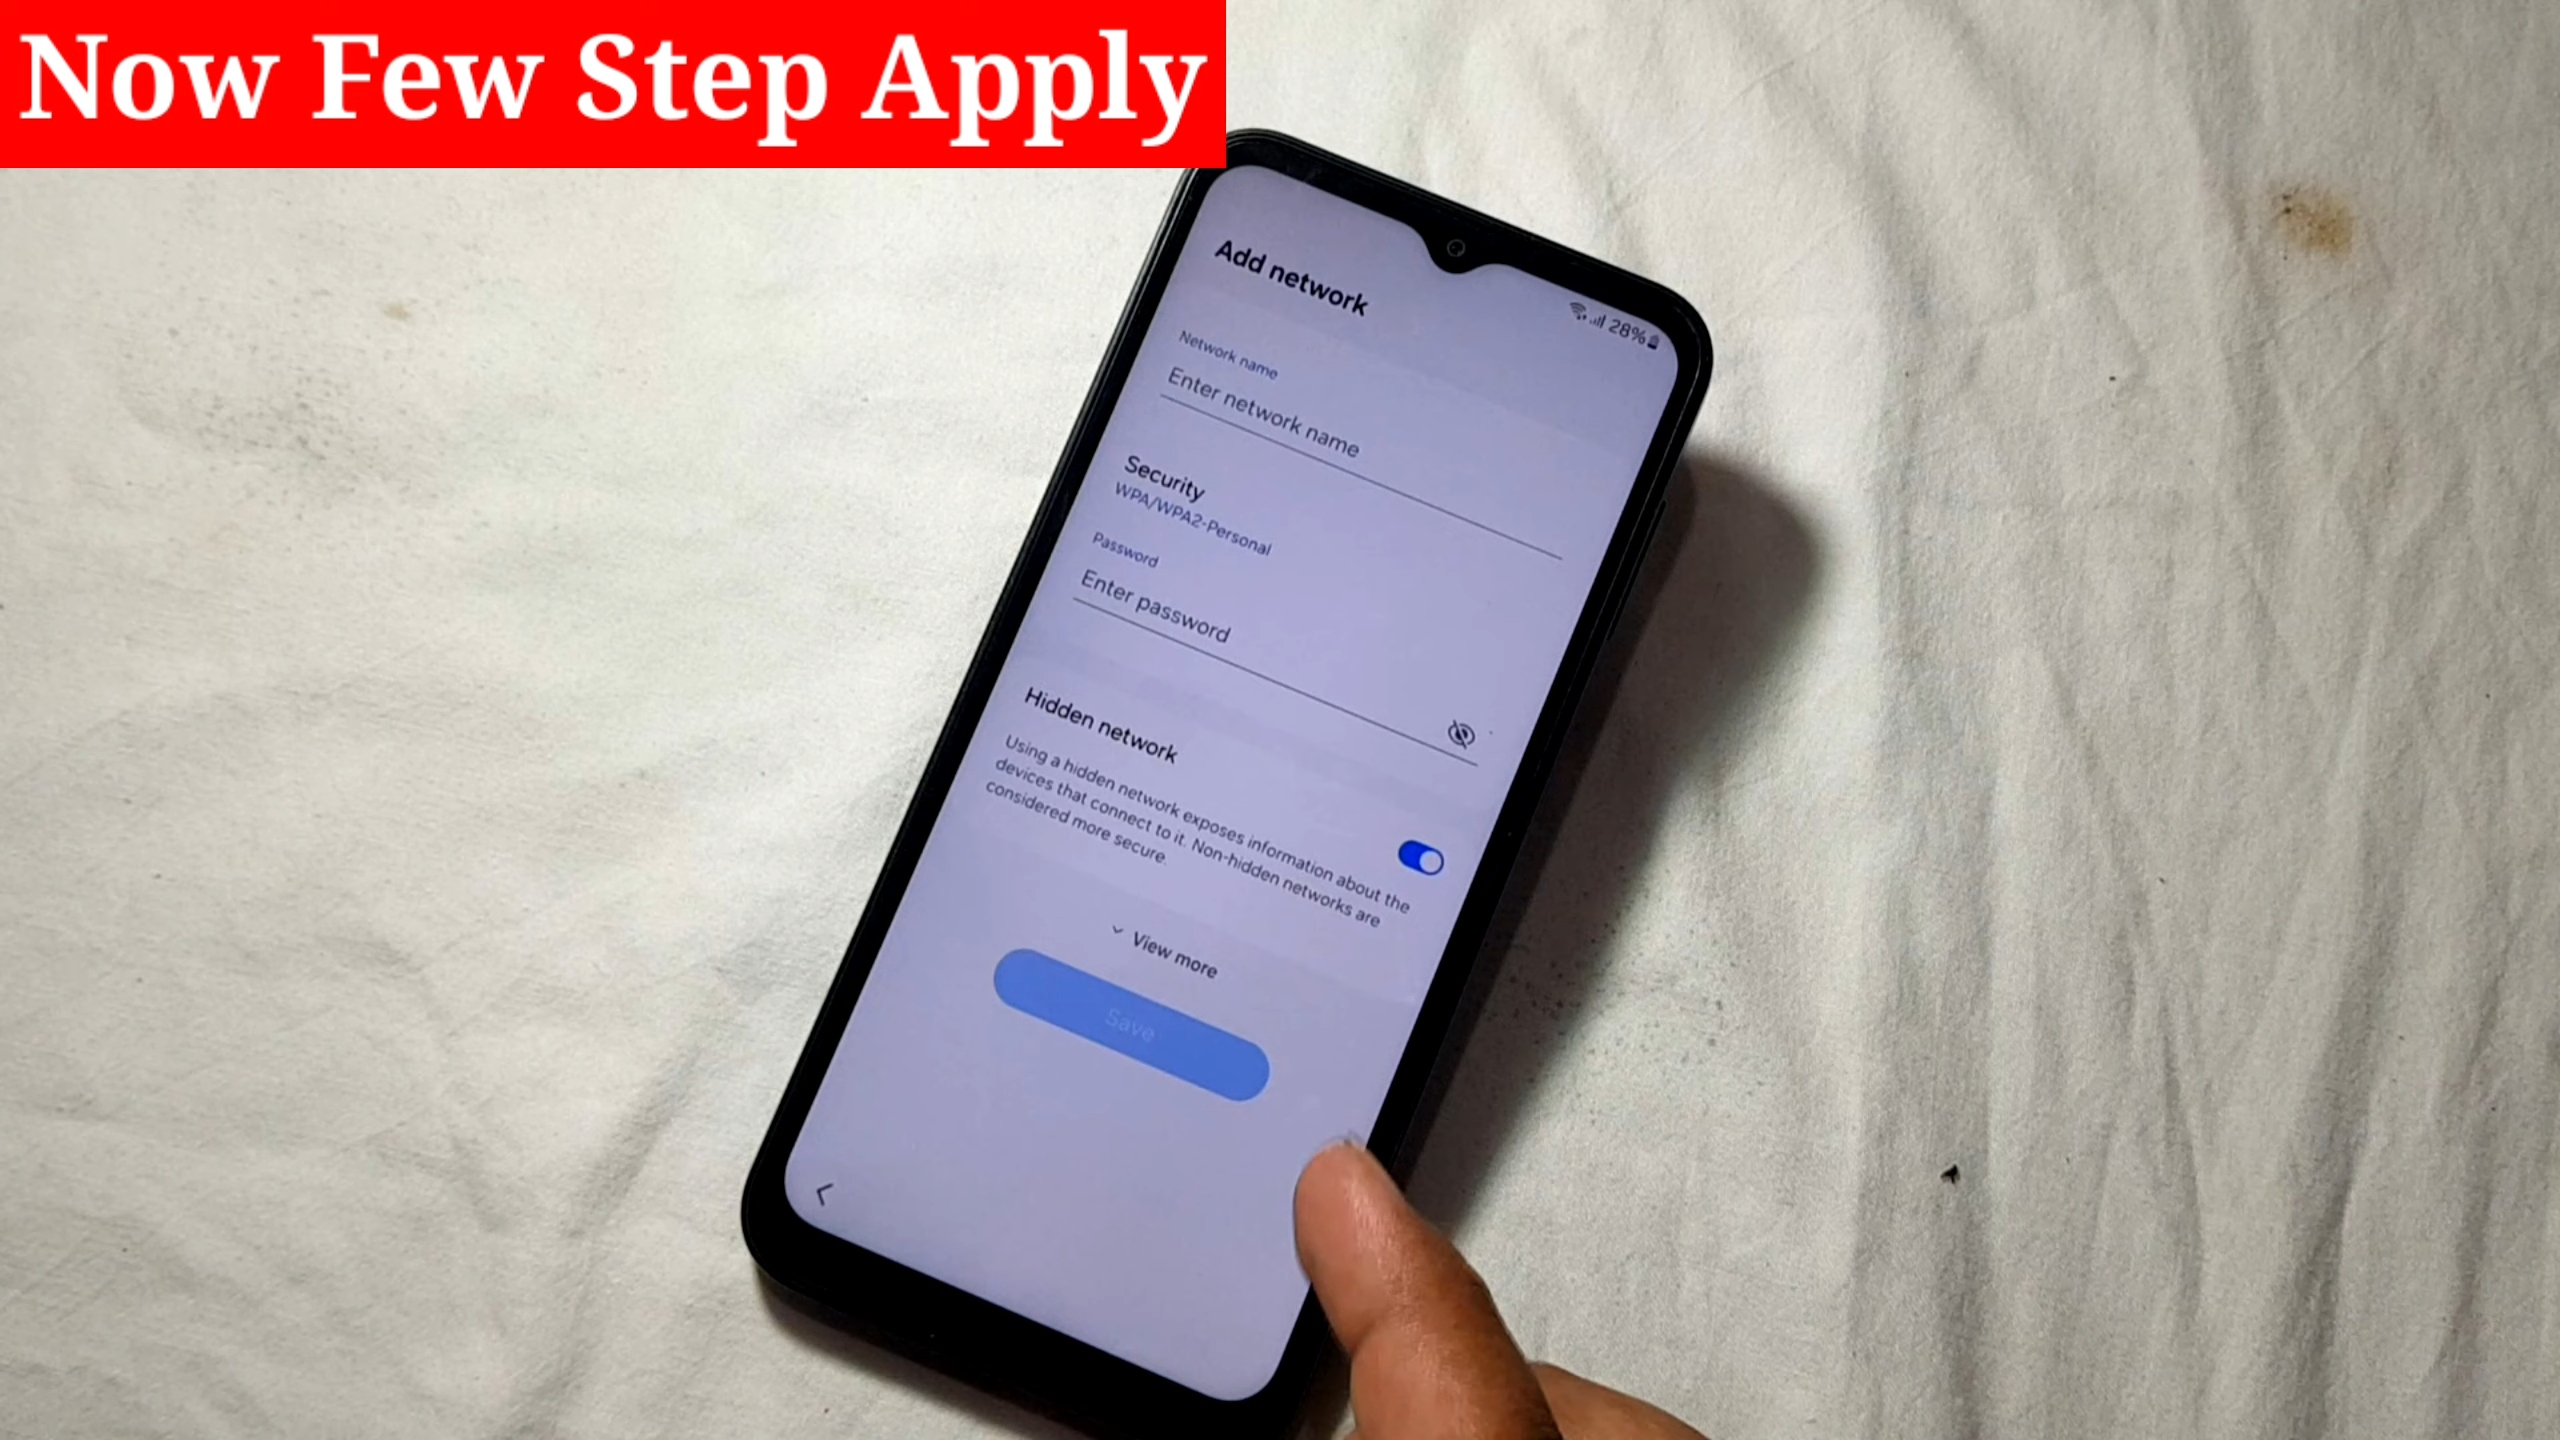 Now Few Step Apply
28%
Add network
Network name
Enter network name
Security
WPA/WPA2-Personal
Password
Enter password
Hidden network
Using a hidden network exposes information about the
devices that connect to it. Non-hidden networks are
considered more secure.
View more
Save